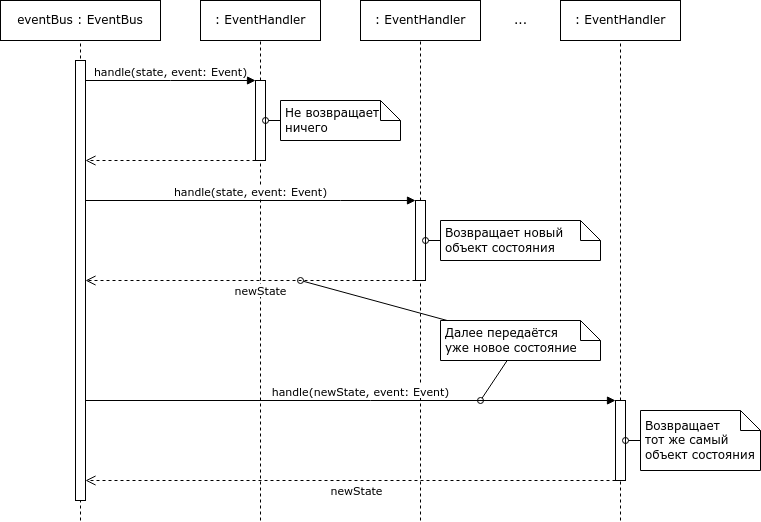 eventBus : EventBus
: EventHandler
: EventHandler
...
: EventHandler
handle(state, event: Event)
Не возвращает
ничего
handle(state, event: Event)
Возвращает новый
объект состояния
newState
Далее передаётся
уже новое состояние
handle(newState, event: Event)
Возвращает
тот же самый
объект состояния
newState